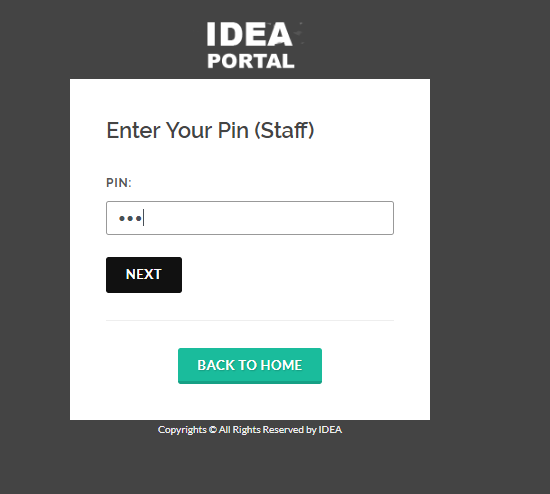 IDEA
PORTAL
Enter Your Pin (Staff)
PIN:
•••
NEXT
BACK TO HOME
Copyrights © All Rights Reserved by IDEA